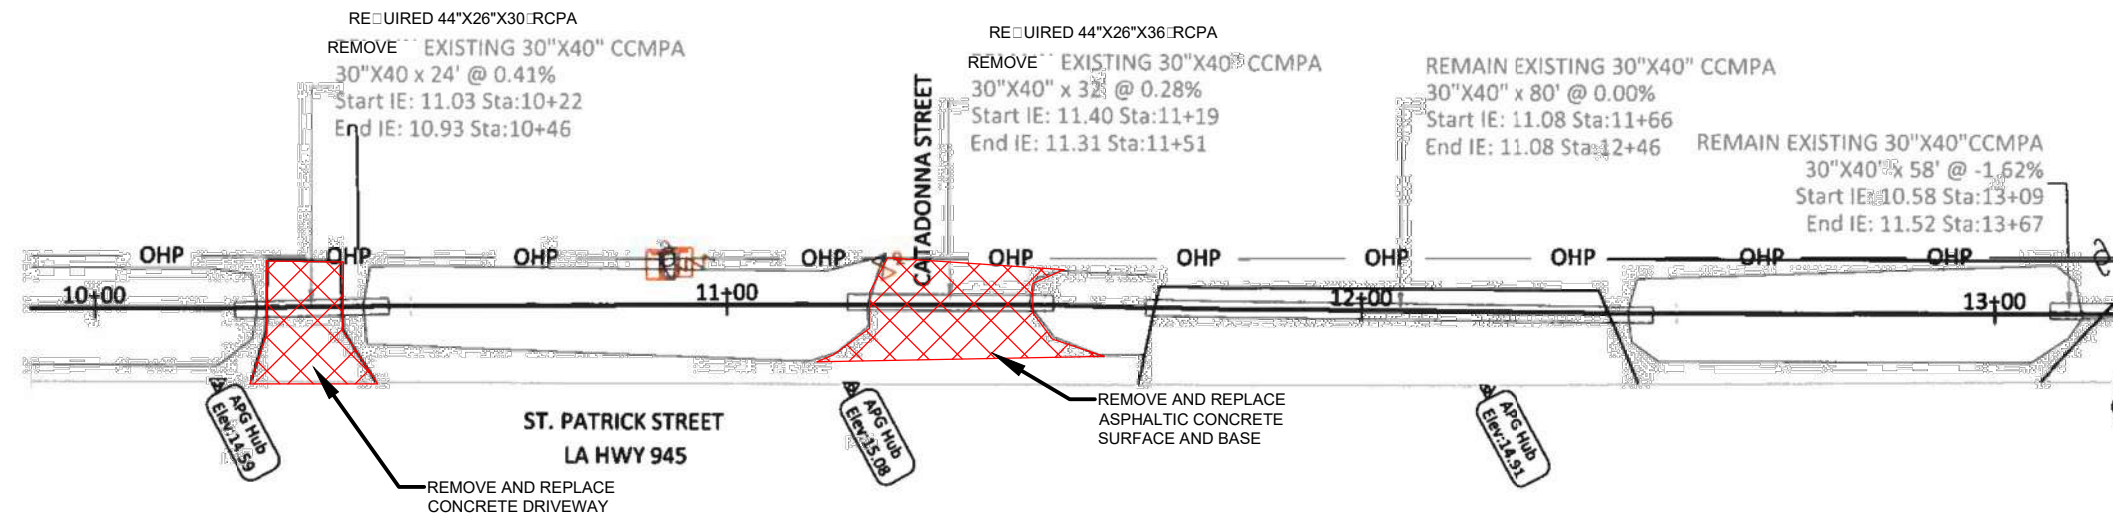 RE□UIRED 44"X26"X30□RCPA
REMOVE EXISTING 30"X40" CCMPA
30"X40 x 24' @ 0.41%
Start IE: 11.03 Sta:10+22
End IE: 10.93 Sta:10+46
RE□UIRED 44"X26"X36□RCPA
REMOVE EXISTING 30"X40" CCMPA
30"X40" x 32' @ 0.28%
Start IE: 11.40 Sta:11+19
End IE: 11.31 Sta:11+51
REMAIN EXISTING 30"X40" CCMPA
30"X40" x 80' @ 0.00%
Start IE: 11.08 Sta:11+66
End IE: 11.08 Sta:12+46
REMAIN EXISTING 30"X40"CCMPA
30"X40" x 58' @ -1.62%
Start IE: 10.58 Sta:13+09
End IE: 11.52 Sta:13+67
CATADONNA STREET
OHP OHP OHP OHP OHP OHP OHP OHP OHP OHP
10+00 11+00 12+00 13+00
APG Hub
Elev:14.59
APG Hub
Elev:15.08
APG Hub
Elev:14.91
ST. PATRICK STREET
LA HWY 945
REMOVE AND REPLACE
ASPHALTIC CONCRETE
SURFACE AND BASE
REMOVE AND REPLACE
CONCRETE DRIVEWAY